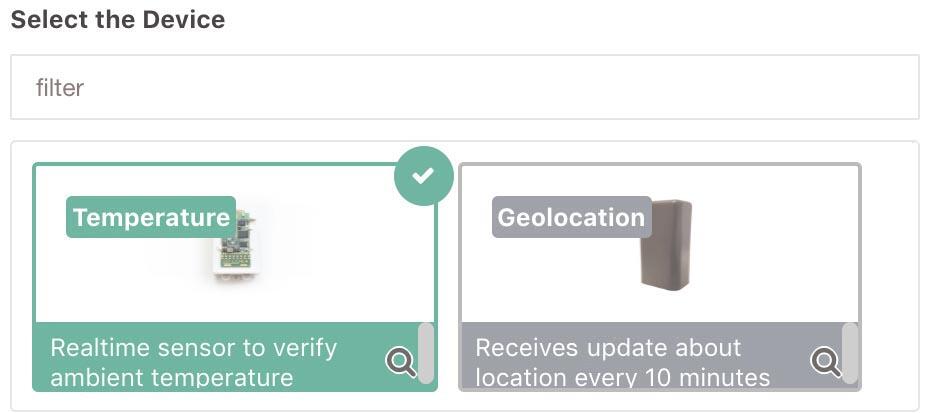 Select the Device
filter
Temperature
Geolocation
Realtime sensor to verify
ambient temperature
Receives update about
location every 10 minutes